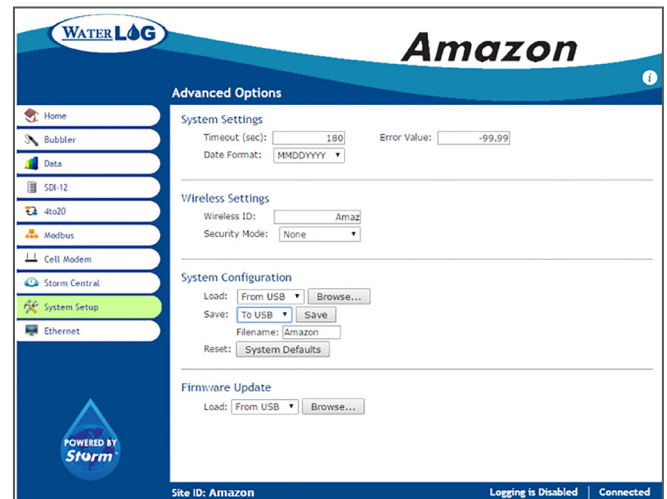 WATERLOG
Amazon
Advanced Options
Home
Bubbler
Data
SDI-12
4to20
Modbus
Cell Modem
Storm Central
System Setup
Ethernet
System Settings
Timeout (sec): 180 Error Value: -99.99
Date Format: MMDDYYYY
Wireless Settings
Wireless ID: Amaz
Security Mode: None
System Configuration
Load: From USB Browse...
Save: To USB Save
Filename: Amazon
Reset: System Defaults
Firmware Update
Load: From USB Browse...
POWERED BY
Storm
Site ID: Amazon Logging is Disabled Connected